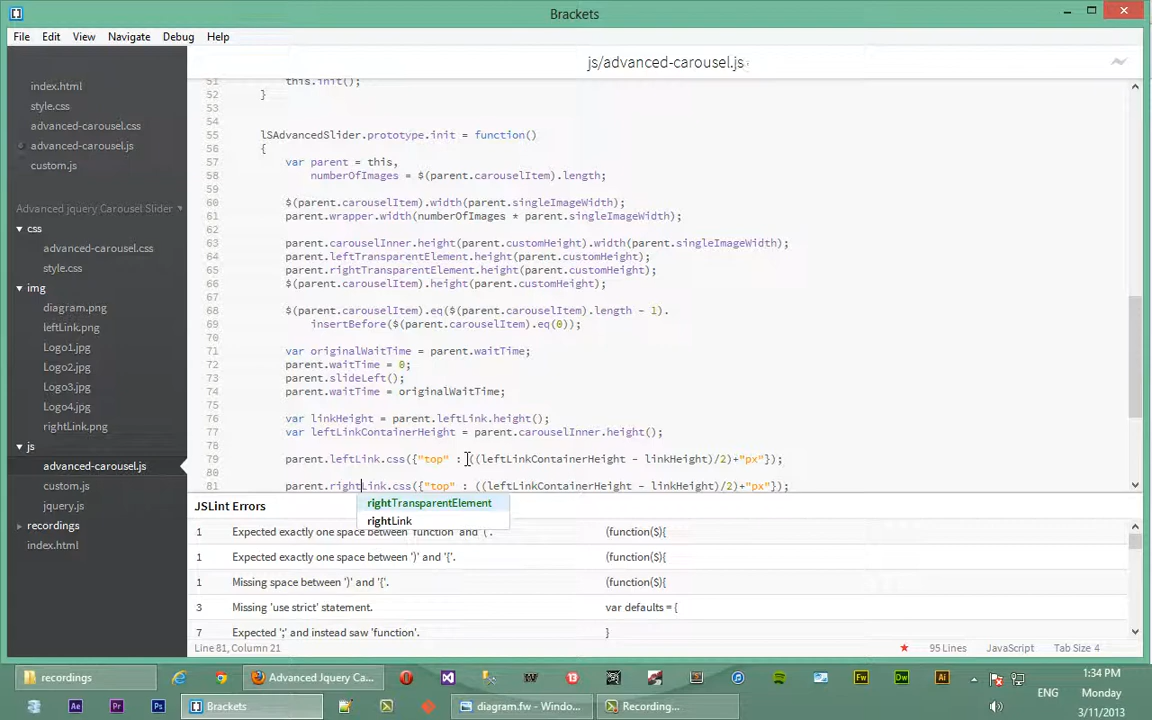 Brackets
File Edit View Navigate Debug Help
js/advanced-carousel.js
index.html
style.css
advanced-carousel.css
advanced-carousel.js
custom.js
Advanced jquery Carousel Slider
css
advanced-carousel.css
style.css
img
diagram.png
leftLink.png
Logo1.jpg
Logo2.jpg
Logo3.jpg
Logo4.jpg
rightLink.png
js
advanced-carousel.js
custom.js
jquery.js
recordings
index.html
51 this.init();
52 }
53
54
55 lSAdvancedSlider.prototype.init = function()
56 {
57 var parent = this,
58 numberOfImages = $(parent.carouselItem).length;
59
60 $(parent.carouselItem).width(parent.singleImageWidth);
61 parent.wrapper.width(numberOfImages * parent.singleImageWidth);
62
63 parent.carouselInner.height(parent.customHeight).width(parent.singleImageWidth);
64 parent.leftTransparentElement.height(parent.customHeight);
65 parent.rightTransparentElement.height(parent.customHeight);
66 $(parent.carouselItem).height(parent.customHeight);
67
68 $(parent.carouselItem).eq($(parent.carouselItem).length - 1).
69 insertBefore($(parent.carouselItem).eq(0));
70
71 var originalWaitTime = parent.waitTime;
72 parent.waitTime = 0;
73 parent.slideLeft();
74 parent.waitTime = originalWaitTime;
75
76 var linkHeight = parent.leftLink.height();
77 var leftLinkContainerHeight = parent.carouselInner.height();
78
79 parent.leftLink.css({"top" : ((leftLinkContainerHeight - linkHeight)/2)+"px"});
80
81 parent.rightLink.css({"top" : ((leftLinkContainerHeight - linkHeight)/2)+"px"});
rightTransparentElement
rightLink
JSLint Errors
1 Expected exactly one space between 'function' and '('. (function($){
1 Expected exactly one space between ')' and '{'. (function($){
1 Missing space between ')' and '{'. (function($){
3 Missing 'use strict' statement. var defaults = {
7 Expected ';' and instead saw 'function'. }
Line 81, Column 21 95 Lines JavaScript Tab Size 4
recordings Advanced Jquery Ca... Fw Dw Ai
Ae Pr Ps Brackets diagram.fw - Windo... Recording...
ENG
1:34 PM
Monday
3/11/2013